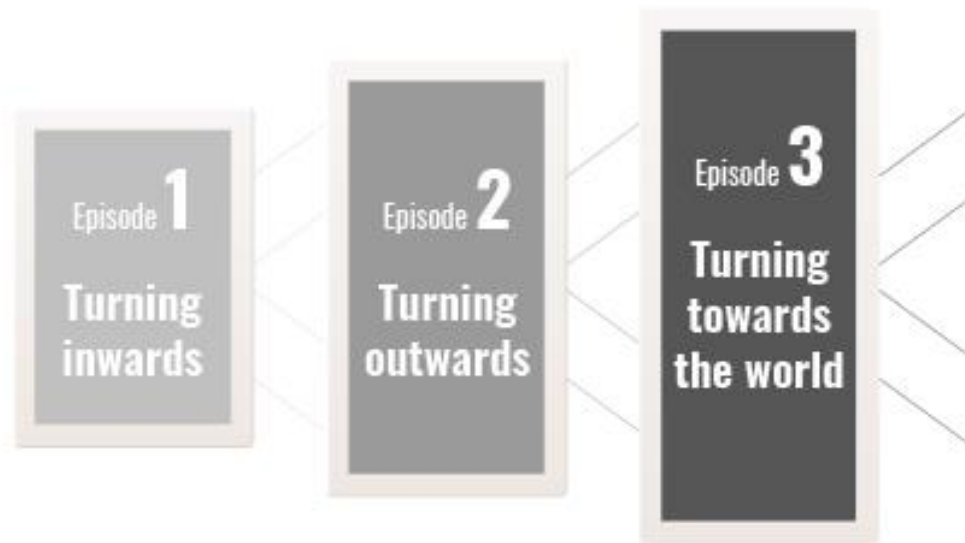 Episode 1
Turning
inwards
Episode 2
Turning
outwards
Episode 3
Turning
towards
the world